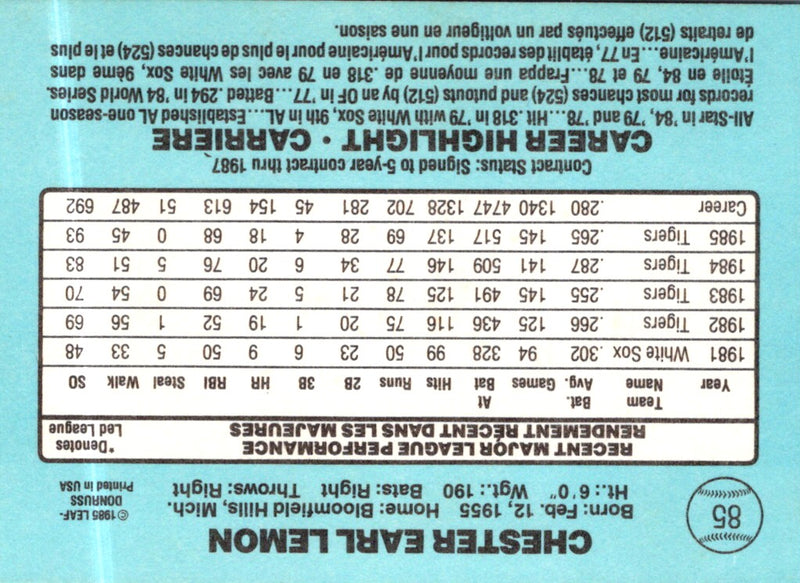 85
CHESTER EARL LEMON
Born: Feb. 12, 1955 Home: Bloomfield Hills, Mich.
Ht.: 6'0" Wgt.: 190 Bats: Right Throws: Right
© 1985 LEAF-
DONRUSS
Printed in USA
RECENT MAJOR LEAGUE PERFORMANCE
RENDEMENT RÉCENT DANS LES MAJEURES
*Denotes
Led League
Year Team Name Bat. Avg. Games At Bat Hits Runs 2B 3B HR RBI Steal Walk SO
1981 White Sox .302 94 328 99 50 23 6 9 50 5 33 48
1982 Tigers .266 125 436 116 75 20 1 19 52 1 56 69
1983 Tigers .255 145 491 125 78 21 5 24 69 0 54 70
1984 Tigers .287 141 509 146 77 34 6 20 76 5 51 83
1985 Tigers .265 145 517 137 69 28 4 18 68 0 45 93
Career .280 1340 4747 1328 702 281 45 154 613 51 487 692
Contract Status: Signed to 5-year contract thru 1987
CAREER HIGHLIGHT • CARRIERE
All-Star in '84, '79 and '78...Hit .318 in '79 with White Sox, 9th in AL...Established AL one-season
records for most chances (524) and putouts (512) by an OF in '77...Batted .294 in '84 World Series.
Étoile en 84, 79 et 78...Frappa une moyenne de .318 en 79 avec les White Sox, 9ème dans
l'Américaine...En 77, établit des records pour l'Américaine pour le plus de chances (524) et le plus
de retraits (512) effectués par un voltigeur en une saison.